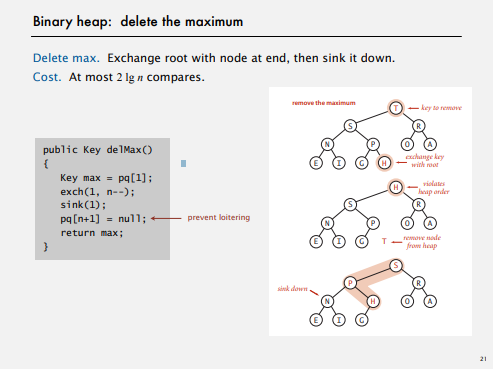 Binary heap: delete the maximum
Delete max. Exchange root with node at end, then sink it down.
Cost. At most 2 lg n compares.
public Key delMax()
{
Key max = pq[1];
exch(1, n--);
sink(1);
pq[n+1] = null;
return max;
}
prevent loitering
remove the maximum
T
key to remove
S R
N P O A
E I G H
exchange key
with root
H
violates
heap order
S R
N P O A
E I G T
remove node
from heap
S
P R
sink down
N H O A
E I G
21